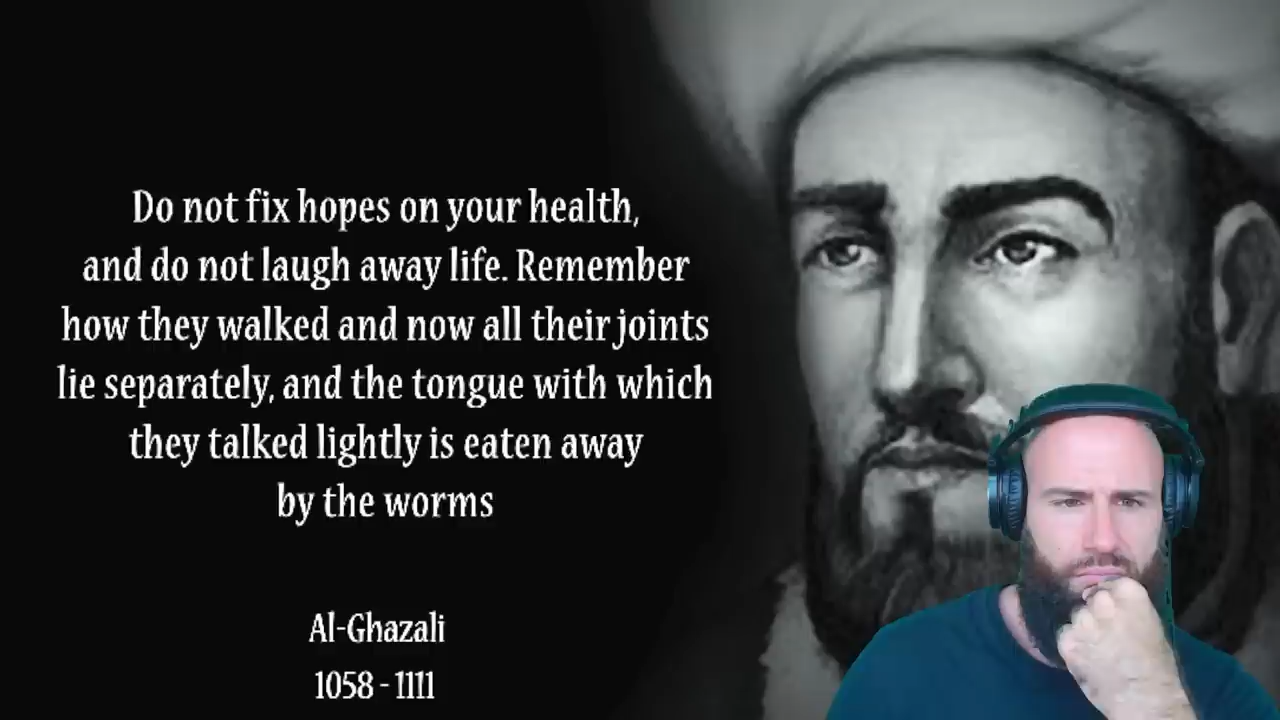 Do not fix hopes on your health,
and do not laugh away life. Remember
how they walked and now all their joints
lie separately, and the tongue with which
they talked lightly is eaten away
by the worms
Al-Ghazali
1058 - 1111